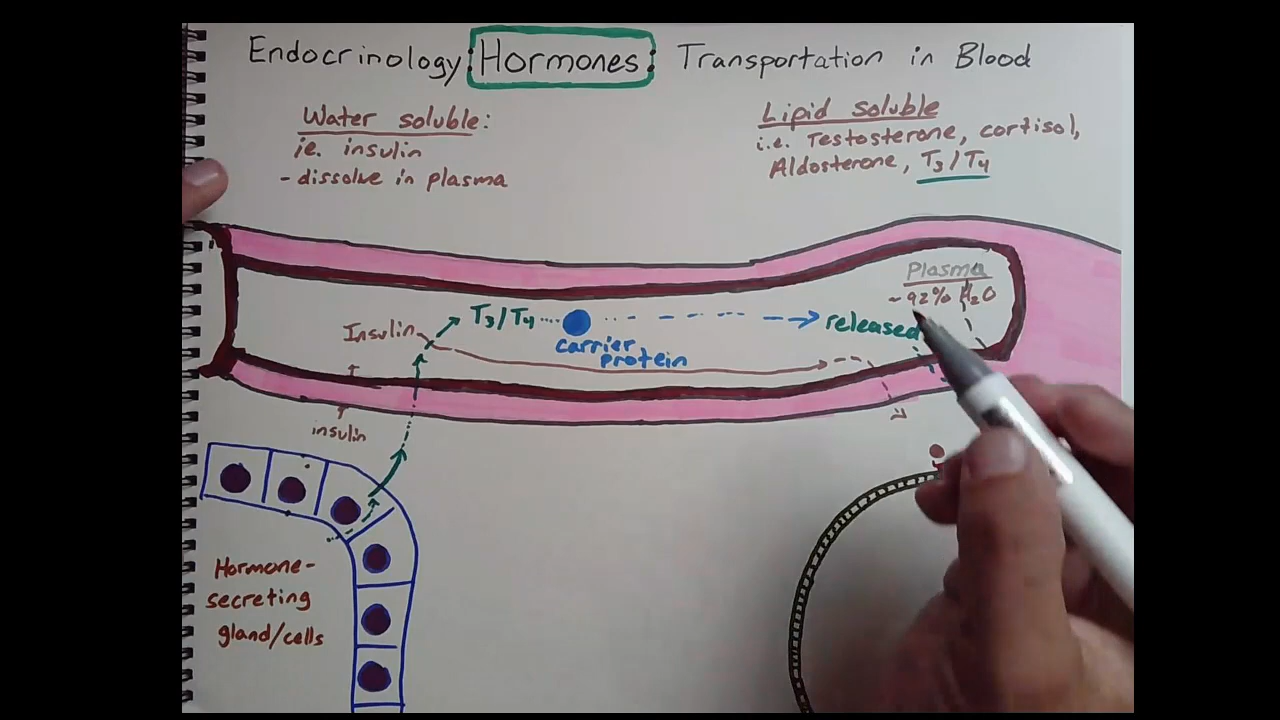 Endocrinology Hormones Transportation in Blood
Water soluble:
ie. insulin
- dissolve in plasma
Lipid soluble
i.e. Testosterone, cortisol,
Aldosterone, T3/T4
Plasma
~92% H2O
Insulin
T3/T4
carrier
protein
released
insulin
Hormone-
secreting
gland/cells